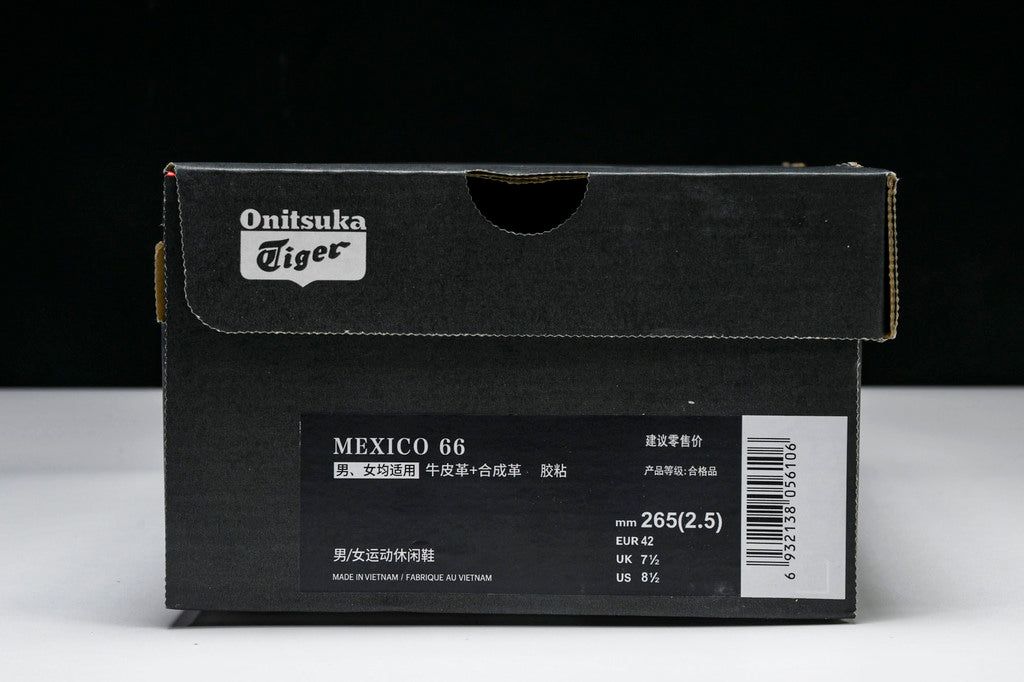 Onitsuka
Tiger
MEXICO 66
男、女均适用 牛皮革+合成革 胶粘
男/女运动休闲鞋
MADE IN VIETNAM / FABRIQUE AU VIETNAM
建议零售价
产品等级:合格品
mm 265(2.5)
EUR 42
UK 7½
US 8½
6 932138 056106